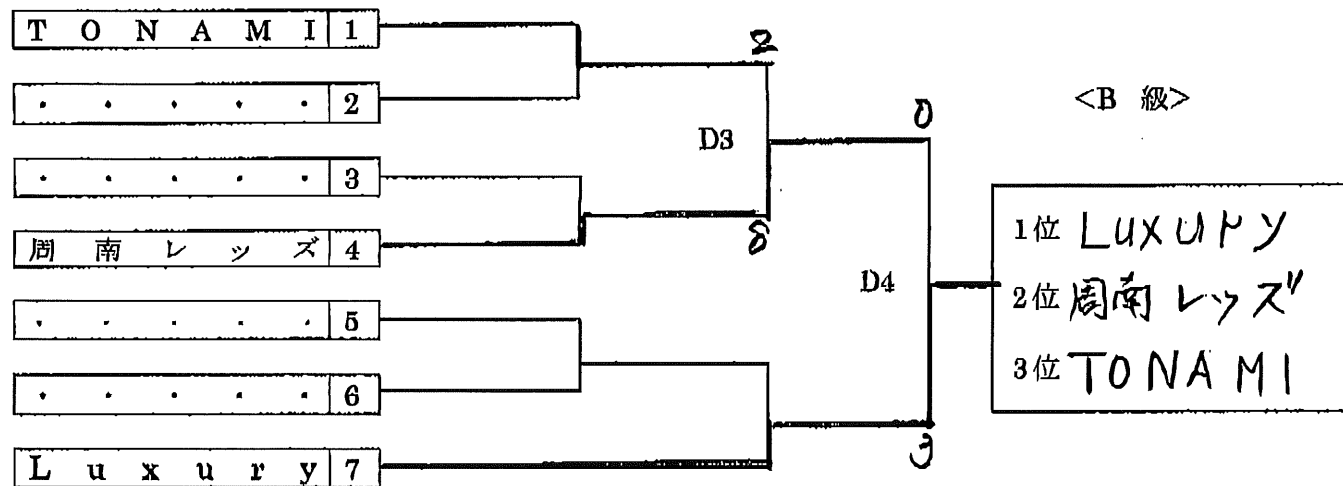 TONAMI 1
・・・・・ 2
・・・・・ 3
周南レッズ 4
・・・・・ 5
・・・・・ 6
Luxury 7
D3
8
D4
0
3
<B 級>
1位 LUXURY
2位 周南レッズ
3位 TONAMI